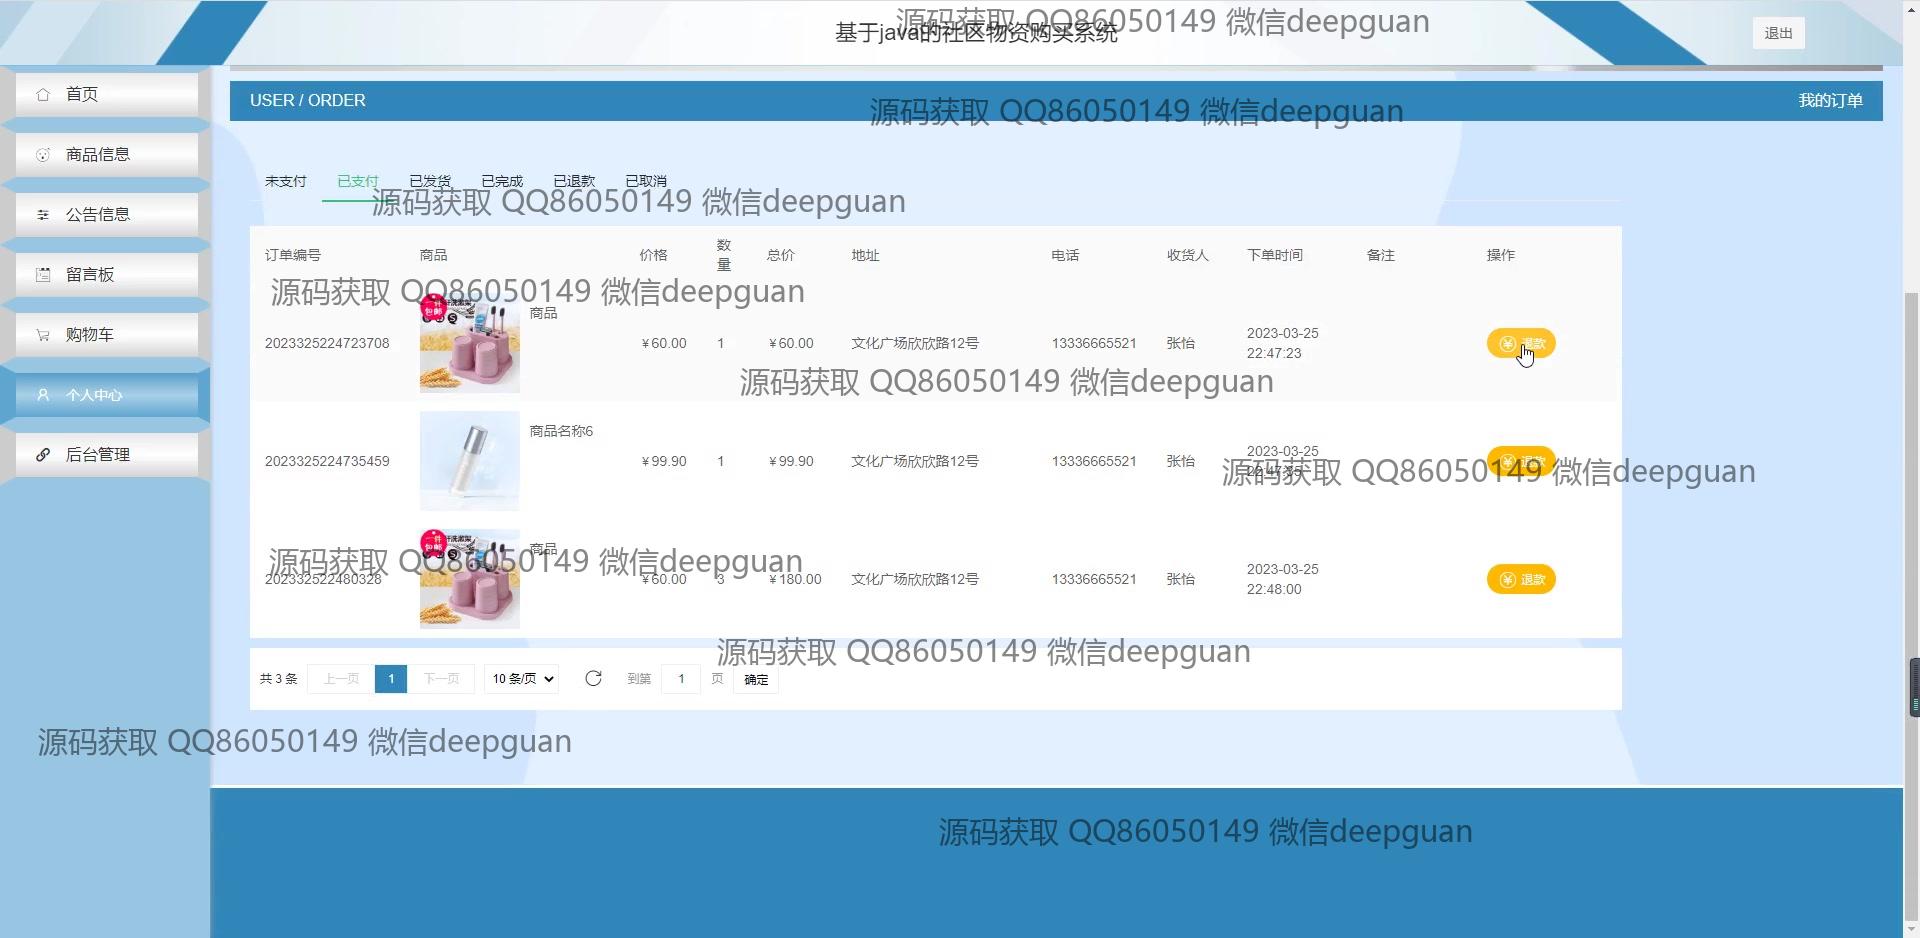 基于java的社区物资购买系统
源码获取 QQ86050149 微信deepguan
退出
首页
商品信息
公告信息
留言板
购物车
个人中心
后台管理
USER / ORDER
源码获取 QQ86050149 微信deepguan
我的订单
未支付 已支付 已发货 已完成 已退款 已取消
源码获取 QQ86050149 微信deepguan
订单编号 商品 价格 数量 总价 地址 电话 收货人 下单时间 备注 操作
源码获取 QQ86050149 微信deepguan
一件包邮
2023325224723708 商品 ￥60.00 1 ￥60.00 文化广场欣欣路12号 13336665521 张怡 2023-03-25 22:47:23 退款
源码获取 QQ86050149 微信deepguan
2023325224735459 商品名称6 ￥99.90 1 ￥99.90 文化广场欣欣路12号 13336665521 张怡 2023-03-25 退款
源码获取 QQ86050149 微信deepguan
一件包邮
源码获取 QQ86050149 微信deepguan
202332522480328 商品 ￥60.00 3 ￥180.00 文化广场欣欣路12号 13336665521 张怡 2023-03-25 22:48:00 退款
源码获取 QQ86050149 微信deepguan
共 3 条 上一页 1 下一页 10 条/页 到第 1 页 确定
源码获取 QQ86050149 微信deepguan
源码获取 QQ86050149 微信deepguan